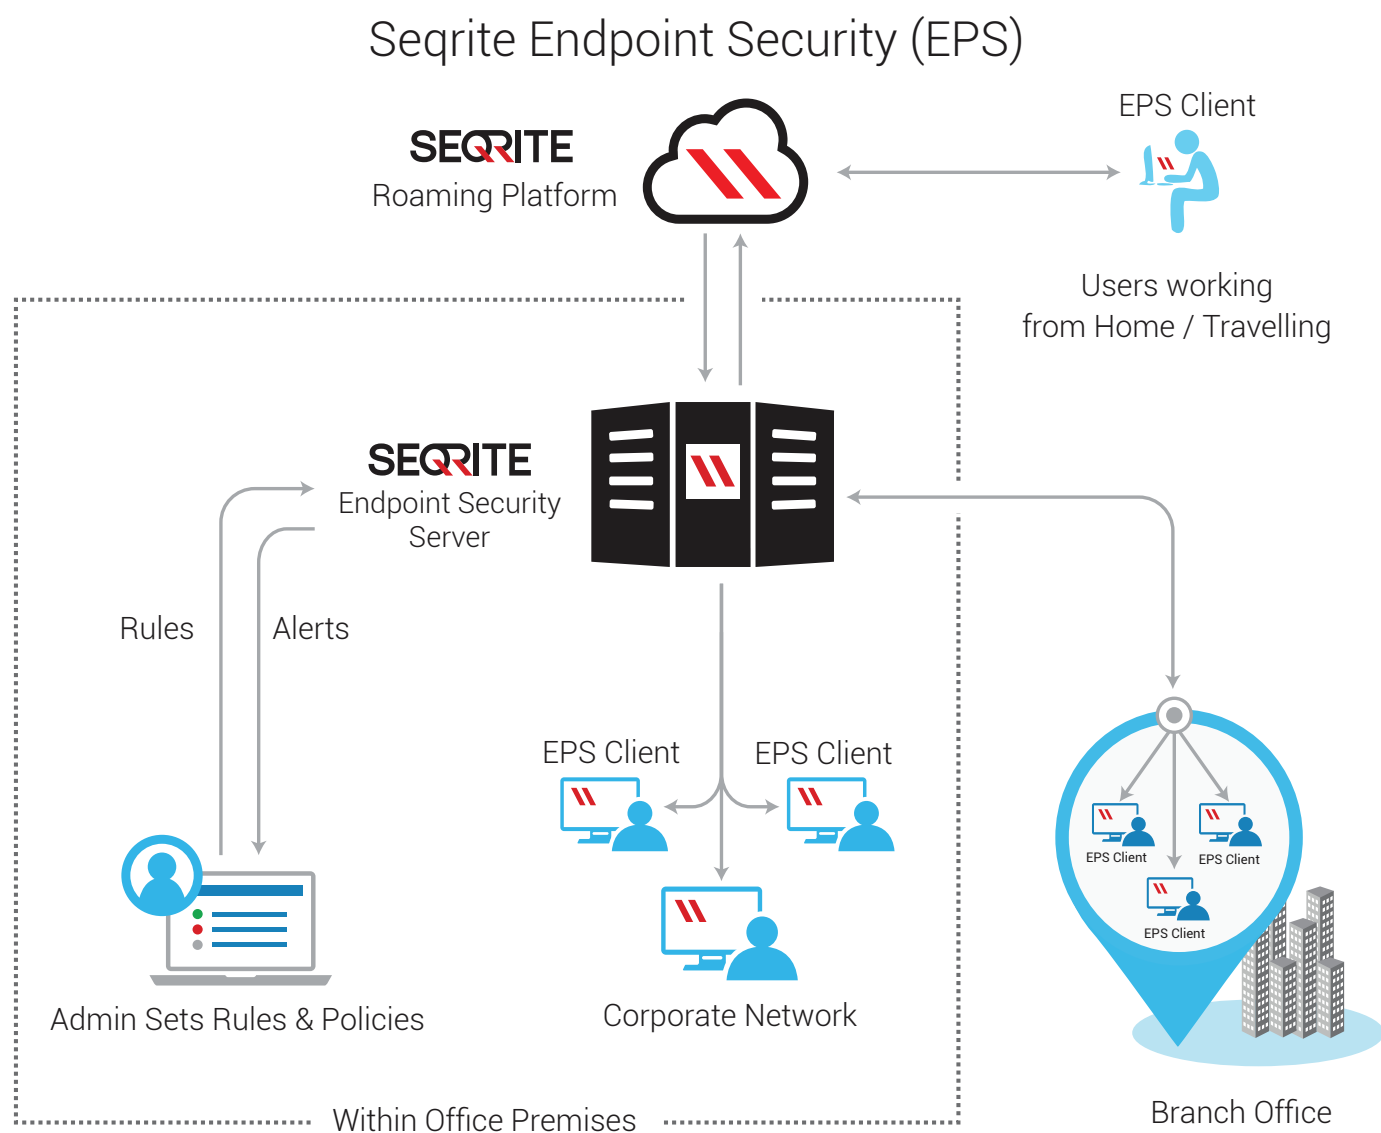 Seqrite Endpoint Security (EPS)
SEQRITE
Roaming Platform
EPS Client
Users working
from Home / Travelling
SEQRITE
Endpoint Security
Server
Rules
Alerts
EPS Client
EPS Client
EPS Client
EPS Client
EPS Client
Admin Sets Rules & Policies
Corporate Network
Within Office Premises
Branch Office